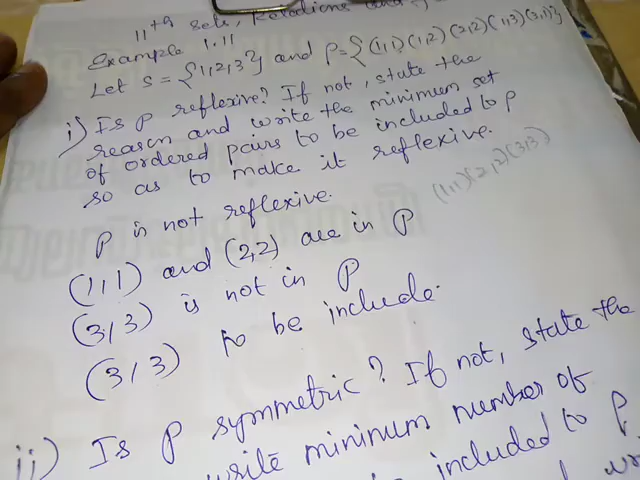 11th sets, Relations and
Example 1.11
Let S = {1,2,3} and ρ = {(1,1)(1,2)(2,2)(1,3)(3,1)}
i) Is ρ reflexive? If not, state the
reason and write the minimum set
of ordered pairs to be included to ρ
so as to make it reflexive.
(1,1)(2,2)(3,3)
ρ is not reflexive.
(1,1) and (2,2) are in ρ
(3,3) is not in ρ
(3,3) to be include.
ii) Is ρ symmetric? If not, state the
write mininum number of
included to ρ